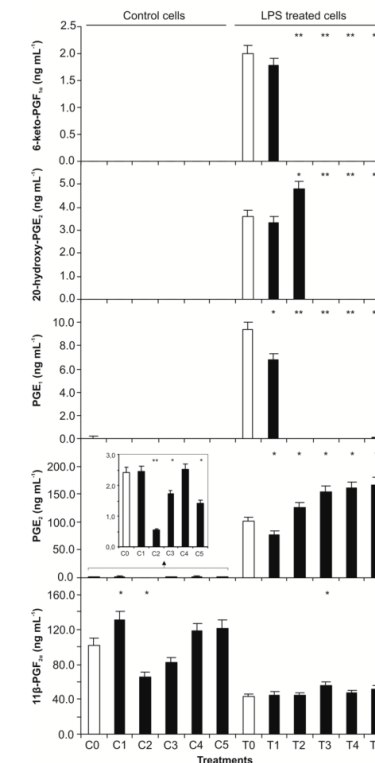 Control cells LPS treated cells
6-keto-PGF1α (ng mL-1)
2.5
2.0
1.5
1.0
0.5
0.0
** ** **
20-hydroxy-PGE2 (ng mL-1)
5.0
4.0
3.0
2.0
1.0
0.0
* ** **
PGE1 (ng mL-1)
10.0
8.0
6.0
4.0
2.0
0.0
* ** ** **
PGE2 (ng mL-1)
200.0
150.0
100.0
50.0
0.0
* * * *
3,0
2,0
1,0
0,0
** * *
C0 C1 C2 C3 C4 C5
11β-PGF2α (ng mL-1)
160.0
120.0
80.0
40.0
0.0
* * *
C0 C1 C2 C3 C4 C5 T0 T1 T2 T3 T4
Treatments